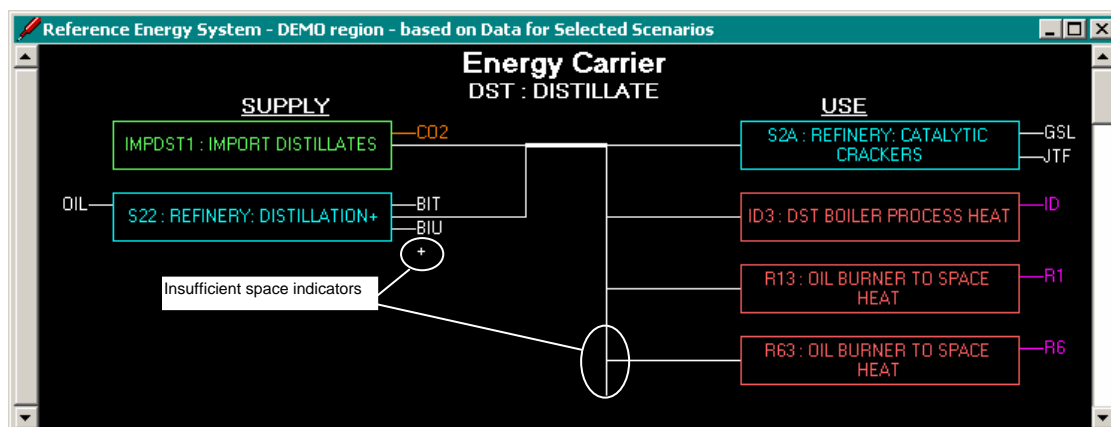 Reference Energy System - DEMO region - based on Data for Selected Scenarios
Energy Carrier
DST : DISTILLATE
SUPPLY
USE
IMPDST1 : IMPORT DISTILLATES
CO2
S2A : REFINERY: CATALYTIC
CRACKERS
GSL
JTF
OIL
S22 : REFINERY: DISTILLATION+
BIT
BIU
+
ID3 : DST BOILER PROCESS HEAT
ID
Insufficient space indicators
R13 : OIL BURNER TO SPACE
HEAT
R1
R63 : OIL BURNER TO SPACE
HEAT
R6